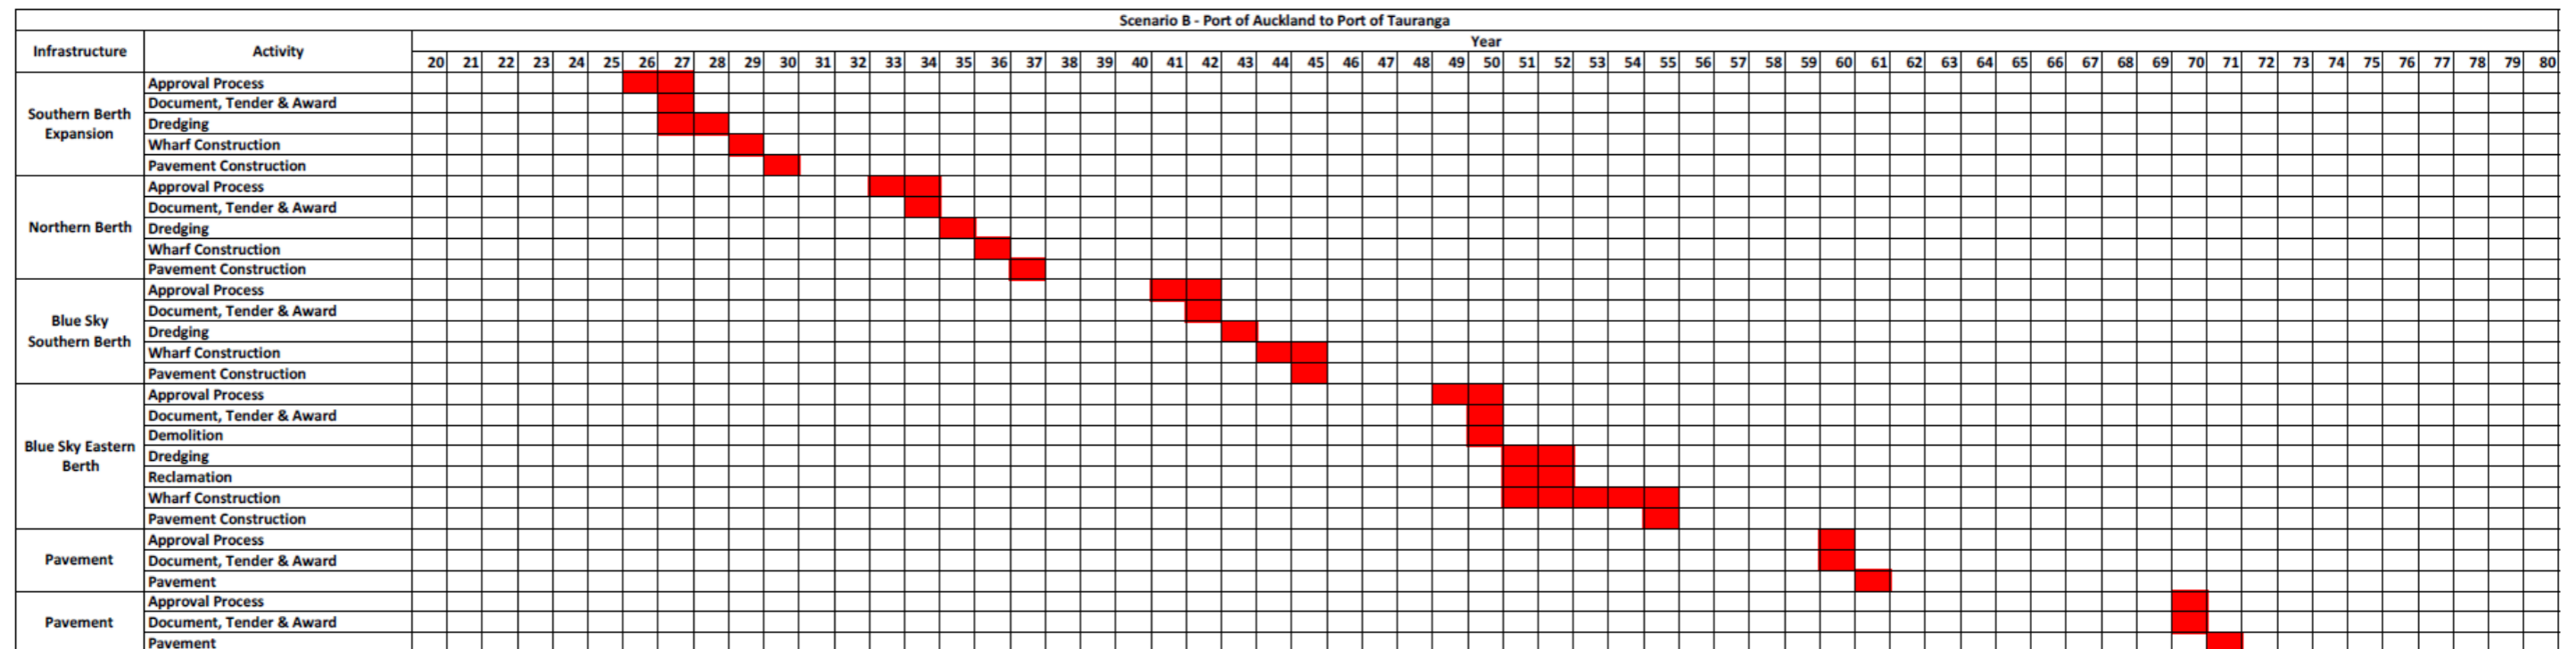 Scenario B - Port of Auckland to Port of Tauranga
Infrastructure Activity Year
20 21 22 23 24 25 26 27 28 29 30 31 32 33 34 35 36 37 38 39 40 41 42 43 44 45 46 47 48 49 50 51 52 53 54 55 56 57 58 59 60 61 62 63 64 65 66 67 68 69 70 71 72 73 74 75 76 77 78 79 80
Southern Berth
Expansion
Approval Process
Document, Tender & Award
Dredging
Wharf Construction
Pavement Construction
Northern Berth
Approval Process
Document, Tender & Award
Dredging
Wharf Construction
Pavement Construction
Blue Sky
Southern Berth
Approval Process
Document, Tender & Award
Dredging
Wharf Construction
Pavement Construction
Blue Sky Eastern
Berth
Approval Process
Document, Tender & Award
Demolition
Dredging
Reclamation
Wharf Construction
Pavement Construction
Pavement
Approval Process
Document, Tender & Award
Pavement
Pavement
Approval Process
Document, Tender & Award
Pavement